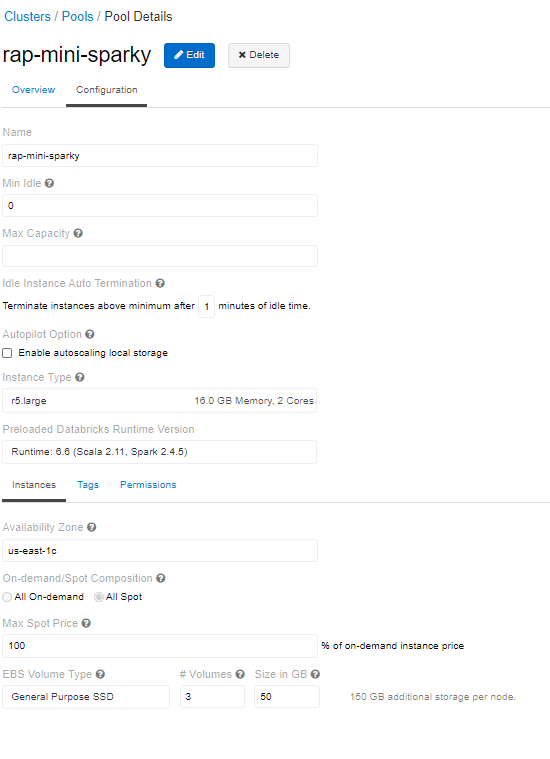 Clusters / Pools / Pool Details
rap-mini-sparky Edit Delete
Overview Configuration
Name
rap-mini-sparky
Min Idle
0
Max Capacity
Idle Instance Auto Termination
Terminate instances above minimum after 1 minutes of idle time.
Autopilot Option
Enable autoscaling local storage
Instance Type
r5.large 16.0 GB Memory, 2 Cores
Preloaded Databricks Runtime Version
Runtime: 6.6 (Scala 2.11, Spark 2.4.5)
Instances Tags Permissions
Availability Zone
us-east-1c
On-demand/Spot Composition
All On-demand All Spot
Max Spot Price
100 % of on-demand instance price
EBS Volume Type # Volumes Size in GB
General Purpose SSD 3 50 150 GB additional storage per node.